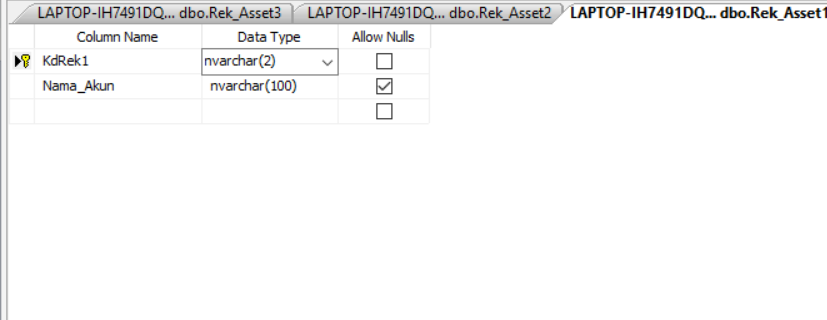 LAPTOP-IH7491DQ... dbo.Rek_Asset3 LAPTOP-IH7491DQ... dbo.Rek_Asset2 LAPTOP-IH7491DQ... dbo.Rek_Asset1
Column Name Data Type Allow Nulls
KdRek1 nvarchar(2)
Nama_Akun nvarchar(100)